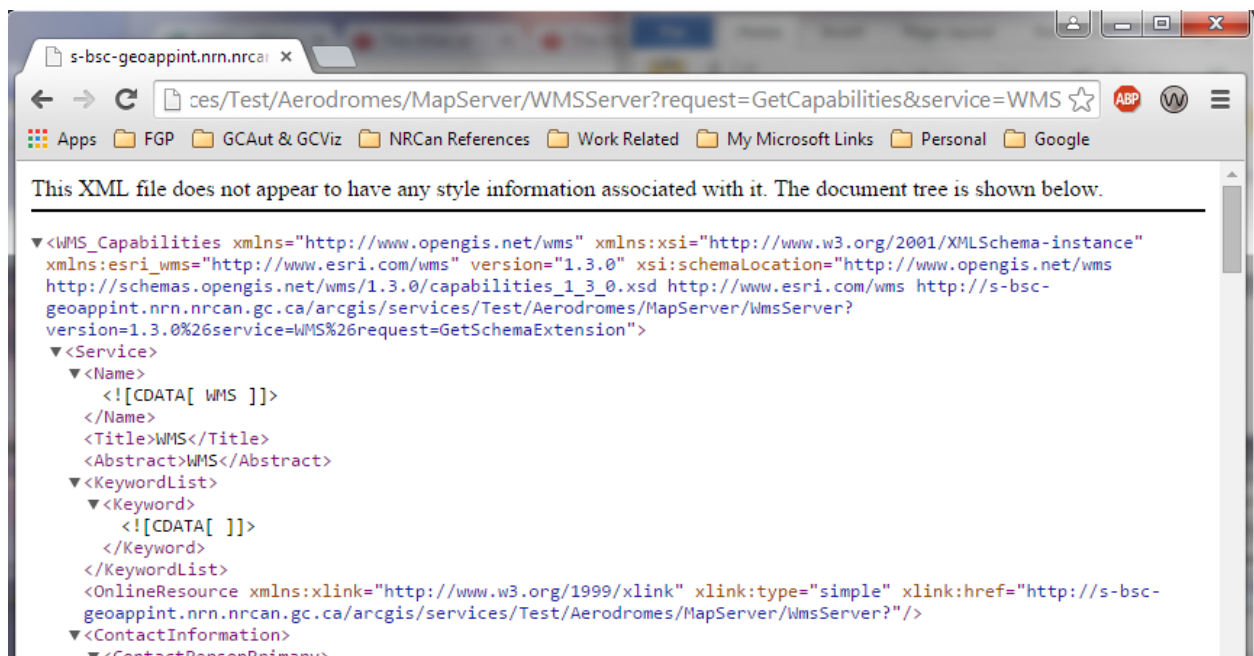 s-bsc-geoappint.nrn.nrcar
ces/Test/Aerodromes/MapServer/WMSServer?request=GetCapabilities&service=WMS ABP W
Apps FGP GCAut & GCViz NRCan References Work Related My Microsoft Links Personal Google
This XML file does not appear to have any style information associated with it. The document tree is shown below.
▼<WMS_Capabilities xmlns="http://www.opengis.net/wms" xmlns:xsi="http://www.w3.org/2001/XMLSchema-instance"
xmlns:esri_wms="http://www.esri.com/wms" version="1.3.0" xsi:schemaLocation="http://www.opengis.net/wms
http://schemas.opengis.net/wms/1.3.0/capabilities_1_3_0.xsd http://www.esri.com/wms http://s-bsc-
geoappint.nrn.nrcan.gc.ca/arcgis/services/Test/Aerodromes/MapServer/WmsServer?
version=1.3.0%26service=WMS%26request=GetSchemaExtension">
▼<Service>
▼<Name>
<![CDATA[ WMS ]]>
</Name>
<Title>WMS</Title>
<Abstract>WMS</Abstract>
▼<KeywordList>
▼<Keyword>
<![CDATA[ ]]>
</Keyword>
</KeywordList>
<OnlineResource xmlns:xlink="http://www.w3.org/1999/xlink" xlink:type="simple" xlink:href="http://s-bsc-
geoappint.nrn.nrcan.gc.ca/arcgis/services/Test/Aerodromes/MapServer/WmsServer?"/>
▼<ContactInformation>
▼<ContactPersonPrimary>